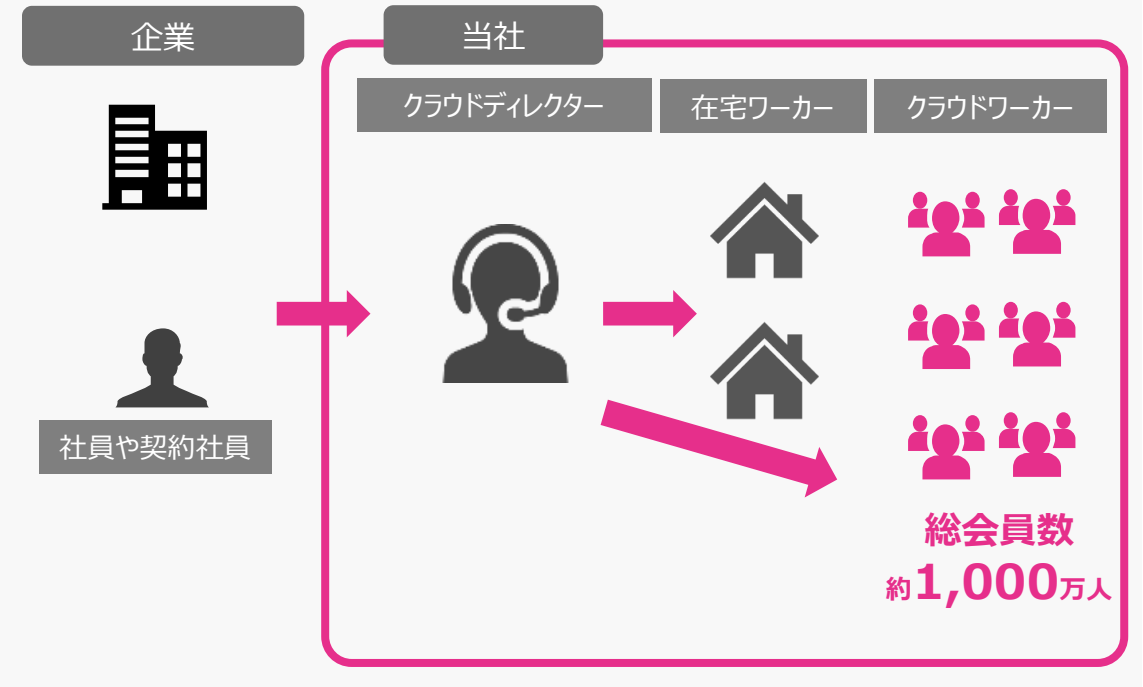 企業
当社
クラウドディレクター
在宅ワーカー
クラウドワーカー
社員や契約社員
総会員数
約1,000万人